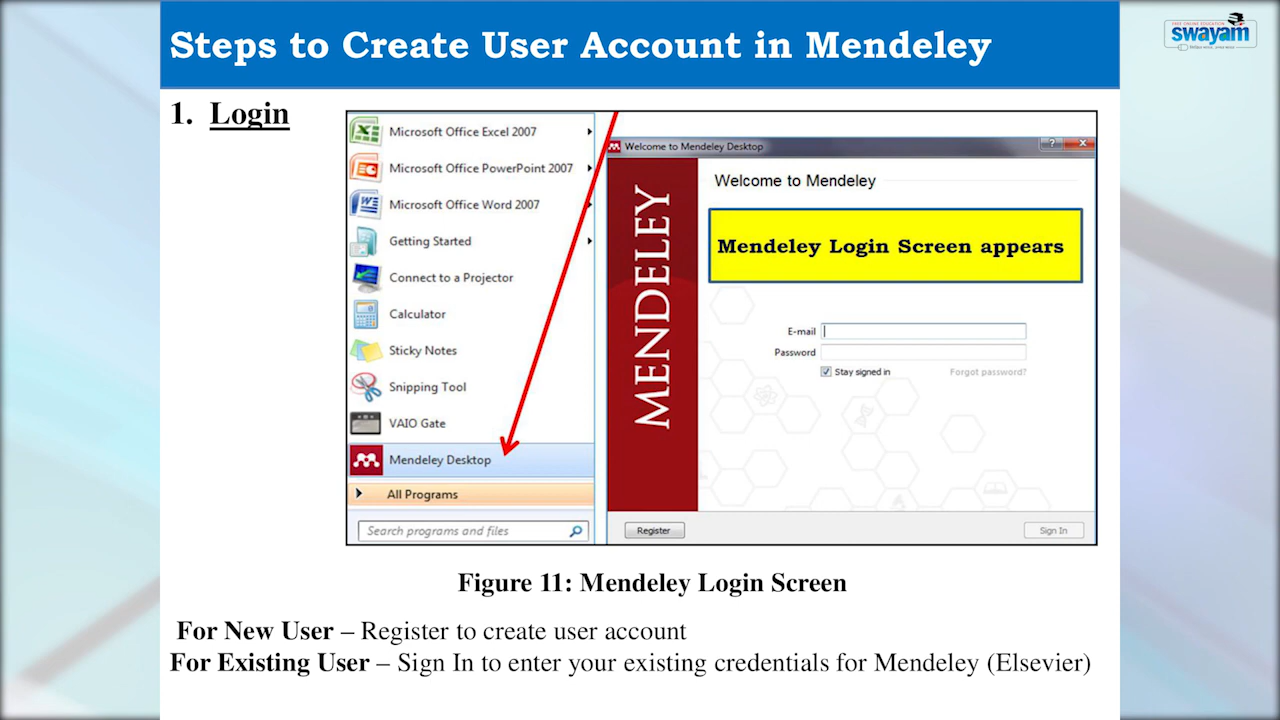 Steps to Create User Account in Mendeley
FREE ONLINE EDUCATION
swayam
1. Login
Microsoft Office Excel 2007
Microsoft Office PowerPoint 2007
Microsoft Office Word 2007
Getting Started
Connect to a Projector
Calculator
Sticky Notes
Snipping Tool
VAIO Gate
Mendeley Desktop
All Programs
Search programs and files
Welcome to Mendeley Desktop
MENDELEY
Welcome to Mendeley
Mendeley Login Screen appears
E-mail
Password
Stay signed in
Forgot password?
Register
Sign In
Figure 11: Mendeley Login Screen
For New User – Register to create user account
For Existing User – Sign In to enter your existing credentials for Mendeley (Elsevier)